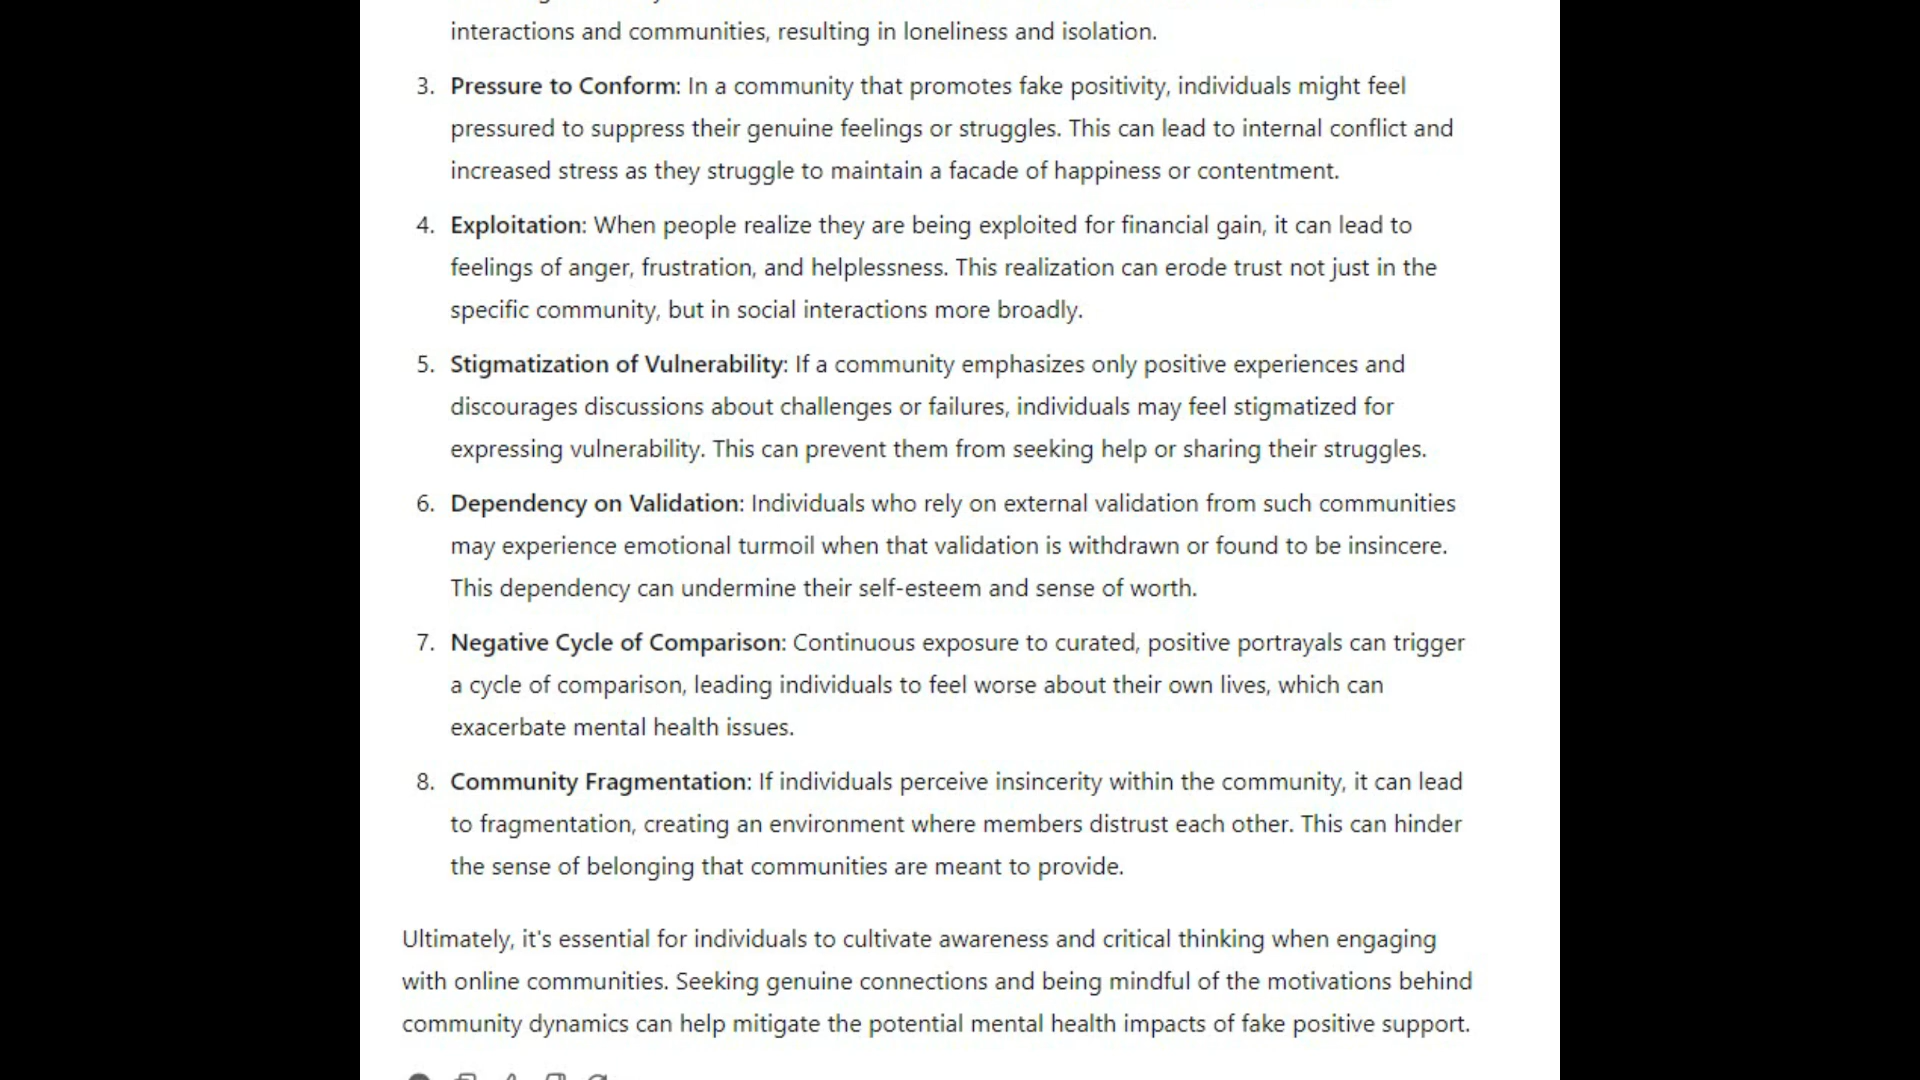 interactions and communities, resulting in loneliness and isolation.
3. Pressure to Conform: In a community that promotes fake positivity, individuals might feel
pressured to suppress their genuine feelings or struggles. This can lead to internal conflict and
increased stress as they struggle to maintain a facade of happiness or contentment.
4. Exploitation: When people realize they are being exploited for financial gain, it can lead to
feelings of anger, frustration, and helplessness. This realization can erode trust not just in the
specific community, but in social interactions more broadly.
5. Stigmatization of Vulnerability: If a community emphasizes only positive experiences and
discourages discussions about challenges or failures, individuals may feel stigmatized for
expressing vulnerability. This can prevent them from seeking help or sharing their struggles.
6. Dependency on Validation: Individuals who rely on external validation from such communities
may experience emotional turmoil when that validation is withdrawn or found to be insincere.
This dependency can undermine their self-esteem and sense of worth.
7. Negative Cycle of Comparison: Continuous exposure to curated, positive portrayals can trigger
a cycle of comparison, leading individuals to feel worse about their own lives, which can
exacerbate mental health issues.
8. Community Fragmentation: If individuals perceive insincerity within the community, it can lead
to fragmentation, creating an environment where members distrust each other. This can hinder
the sense of belonging that communities are meant to provide.
Ultimately, it's essential for individuals to cultivate awareness and critical thinking when engaging
with online communities. Seeking genuine connections and being mindful of the motivations behind
community dynamics can help mitigate the potential mental health impacts of fake positive support.